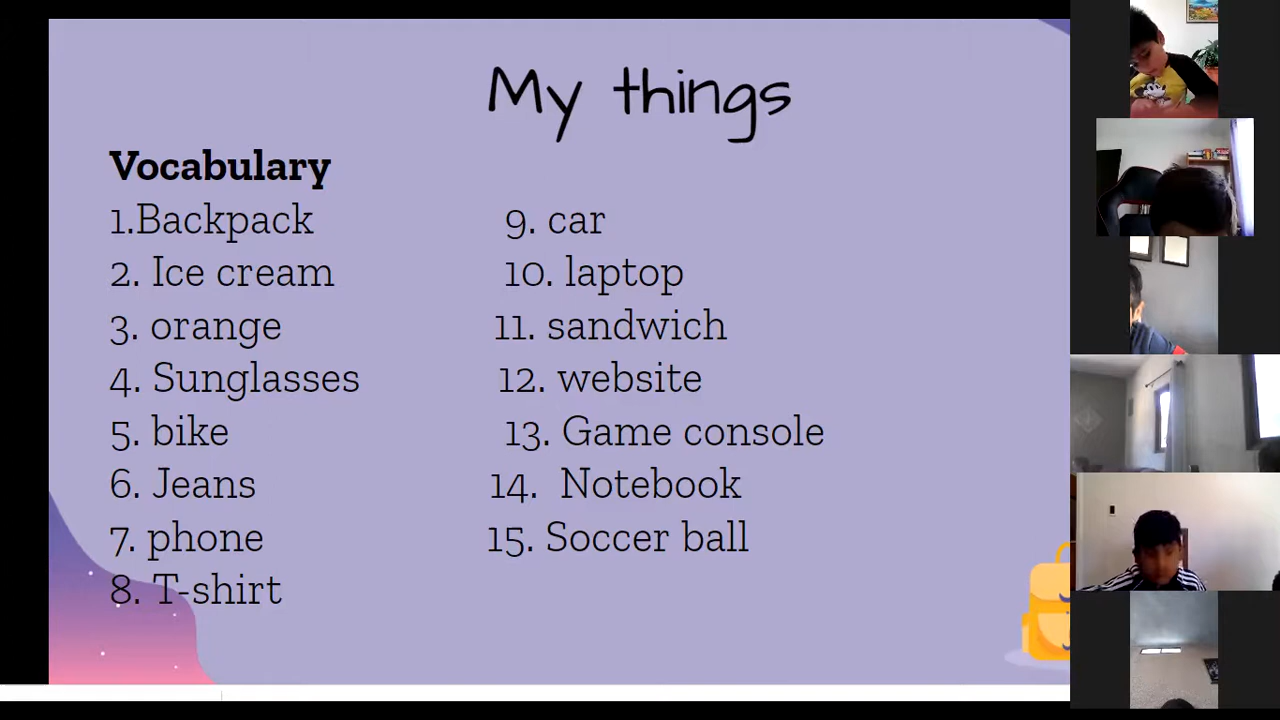 My things
Vocabulary
1.Backpack
2. Ice cream
3. orange
4. Sunglasses
5. bike
6. Jeans
7. phone
8. T-shirt
9. car
10. laptop
11. sandwich
12. website
13. Game console
14. Notebook
15. Soccer ball